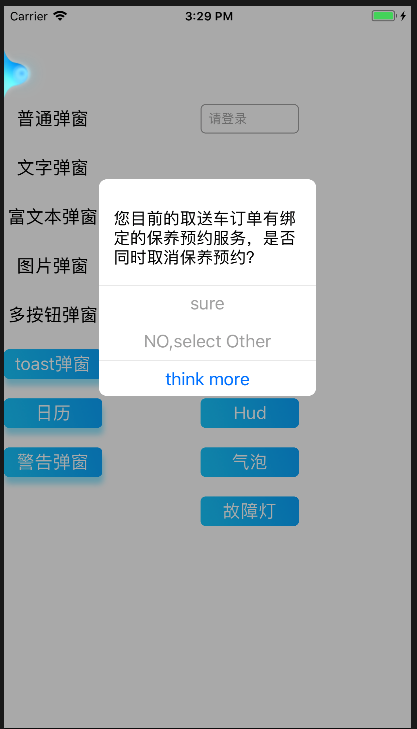 Carrier 3:29 PM
普通弹窗
请登录
文字弹窗
富文本弹窗
图片弹窗
多按钮弹窗
您目前的取送车订单有绑
定的保养预约服务，是否
同时取消保养预约？
sure
NO,select Other
think more
toast弹窗
日历
Hud
警告弹窗
气泡
故障灯